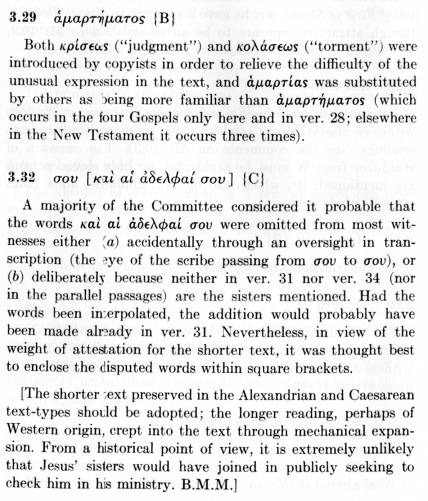 3.29 ἁμαρτήματος {B}
Both κρίσεως (“judgment”) and κολάσεως (“torment”) were
introduced by copyists in order to relieve the difficulty of the
unusual expression in the text, and ἁμαρτίας was substituted
by others as being more familiar than ἁμαρτήματος (which
occurs in the four Gospels only here and in ver. 28; elsewhere
in the New Testament it occurs three times).
3.32 σου [καὶ αἱ ἀδελφαί σου] {C}
A majority of the Committee considered it probable that
the words καὶ αἱ ἀδελφαί σου were omitted from most wit-
nesses either (a) accidentally through an oversight in tran-
scription (the eye of the scribe passing from σου to σου), or
(b) deliberately because neither in ver. 31 nor ver. 34 (nor
in the parallel passages) are the sisters mentioned. Had the
words been interpolated, the addition would probably have
been made already in ver. 31. Nevertheless, in view of the
weight of attestation for the shorter text, it was thought best
to enclose the disputed words within square brackets.
[The shorter text preserved in the Alexandrian and Caesarean
text-types should be adopted; the longer reading, perhaps of
Western origin, crept into the text through mechanical expan-
sion. From a historical point of view, it is extremely unlikely
that Jesus’ sisters would have joined in publicly seeking to
check him in his ministry. B.M.M.]